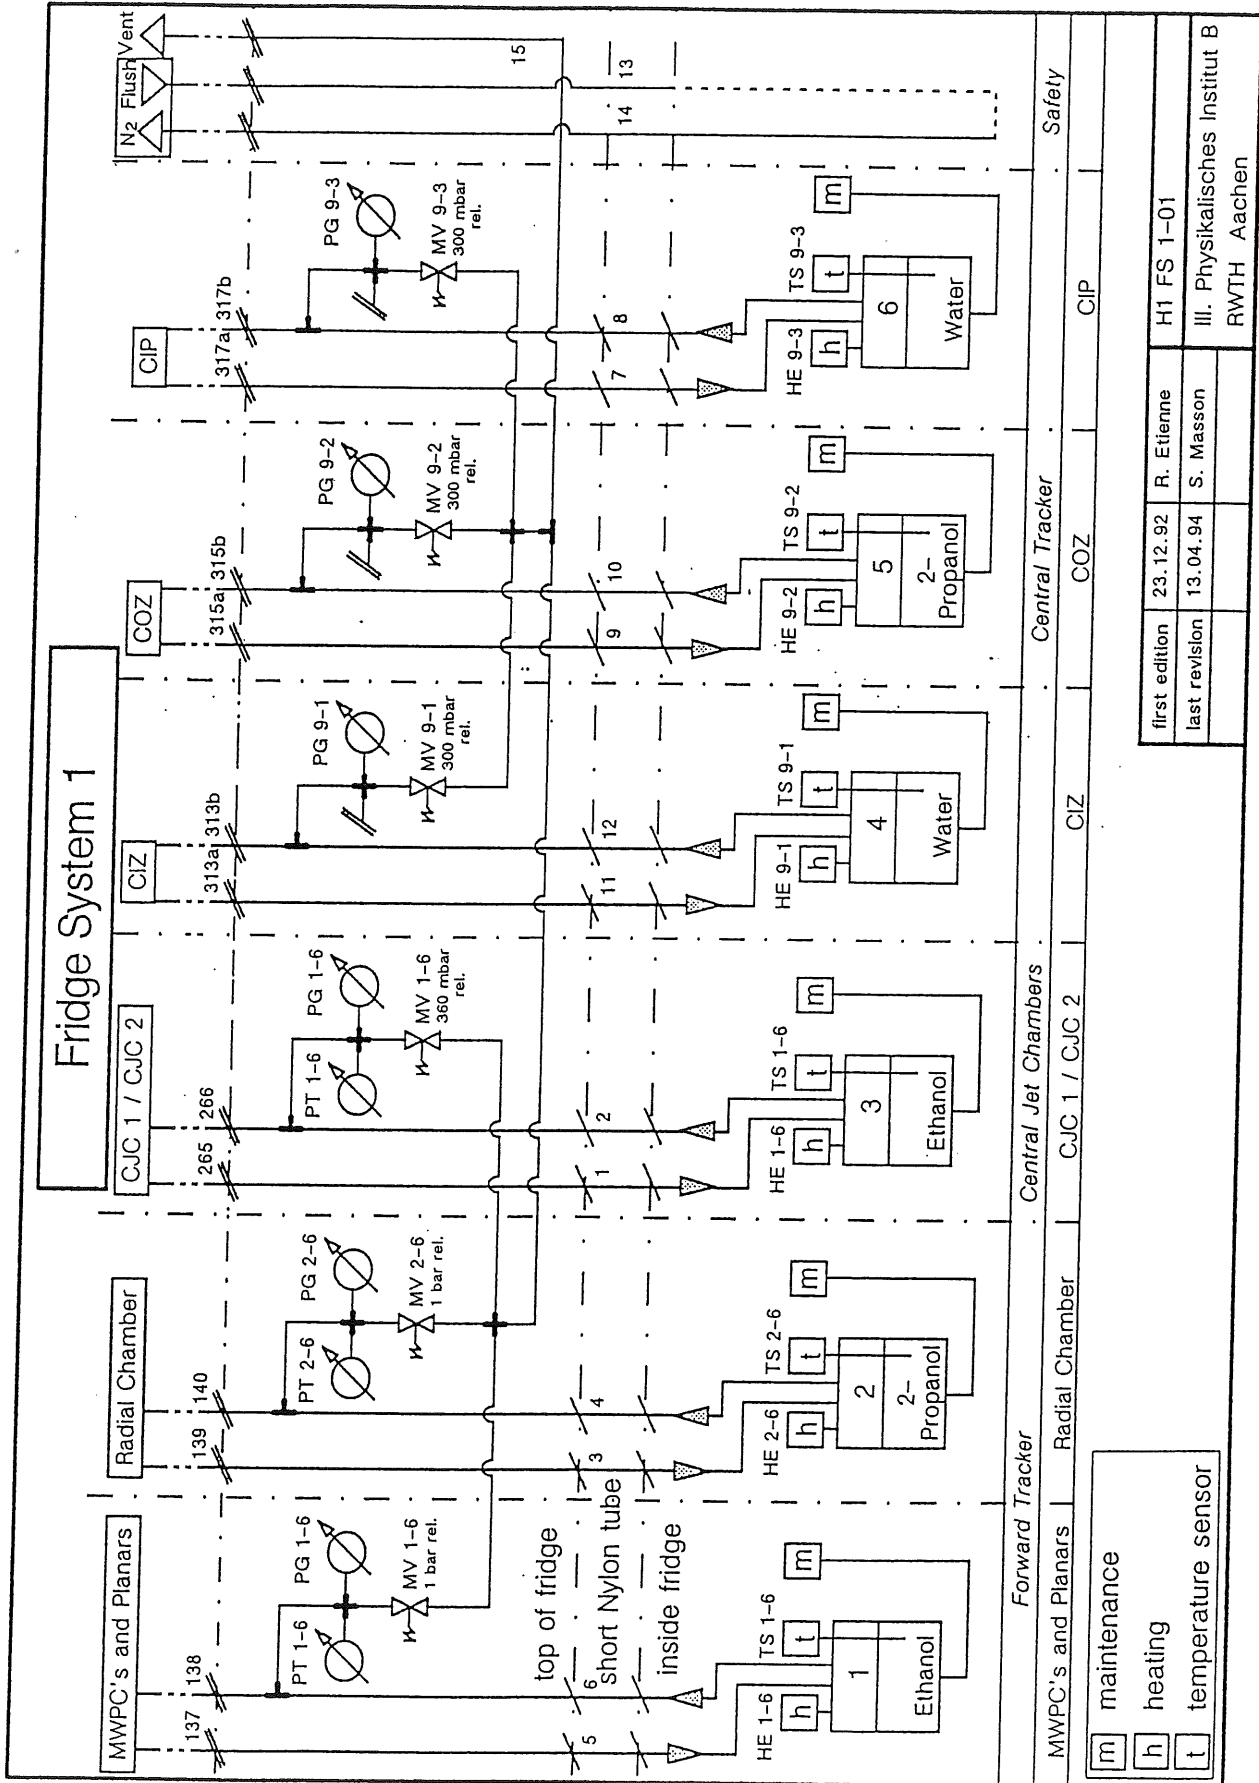 Fridge System 1
MWPC's and Planars
137
138
PT 1-6
PG 1-6
MV 1-6
1 bar rel.
top of fridge
5
6
short Nylon tube
inside fridge
HE 1-6
TS 1-6
h
t
m
1
Ethanol
Radial Chamber
139
140
PT 2-6
PG 2-6
MV 2-6
1 bar rel.
3
4
HE 2-6
TS 2-6
h
t
m
2
2-
Propanol
CJC 1 / CJC 2
265
266
PT 1-6
PG 1-6
MV 1-6
360 mbar
rel.
1
2
HE 1-6
TS 1-6
h
t
m
3
Ethanol
CIZ
313a
313b
PG 9-1
MV 9-1
300 mbar
rel.
11
12
HE 9-1
TS 9-1
h
t
m
4
Water
COZ
315a
315b
PG 9-2
MV 9-2
300 mbar
rel.
9
10
HE 9-2
TS 9-2
h
t
m
5
2-
Propanol
CIP
317a
317b
PG 9-3
MV 9-3
300 mbar
rel.
7
8
HE 9-3
TS 9-3
h
t
m
6
Water
N2
Flush
Vent
15
14
13
Forward Tracker
Central Jet Chambers
Central Tracker
Safety
MWPC's and Planars
Radial Chamber
CJC 1 / CJC 2
CIZ
COZ
CIP
m maintenance
h heating
t temperature sensor
first edition 23.12.92 R. Etienne H1 FS 1-01
last revision 13.04.94 S. Masson III. Physikalisches Institut B
RWTH Aachen